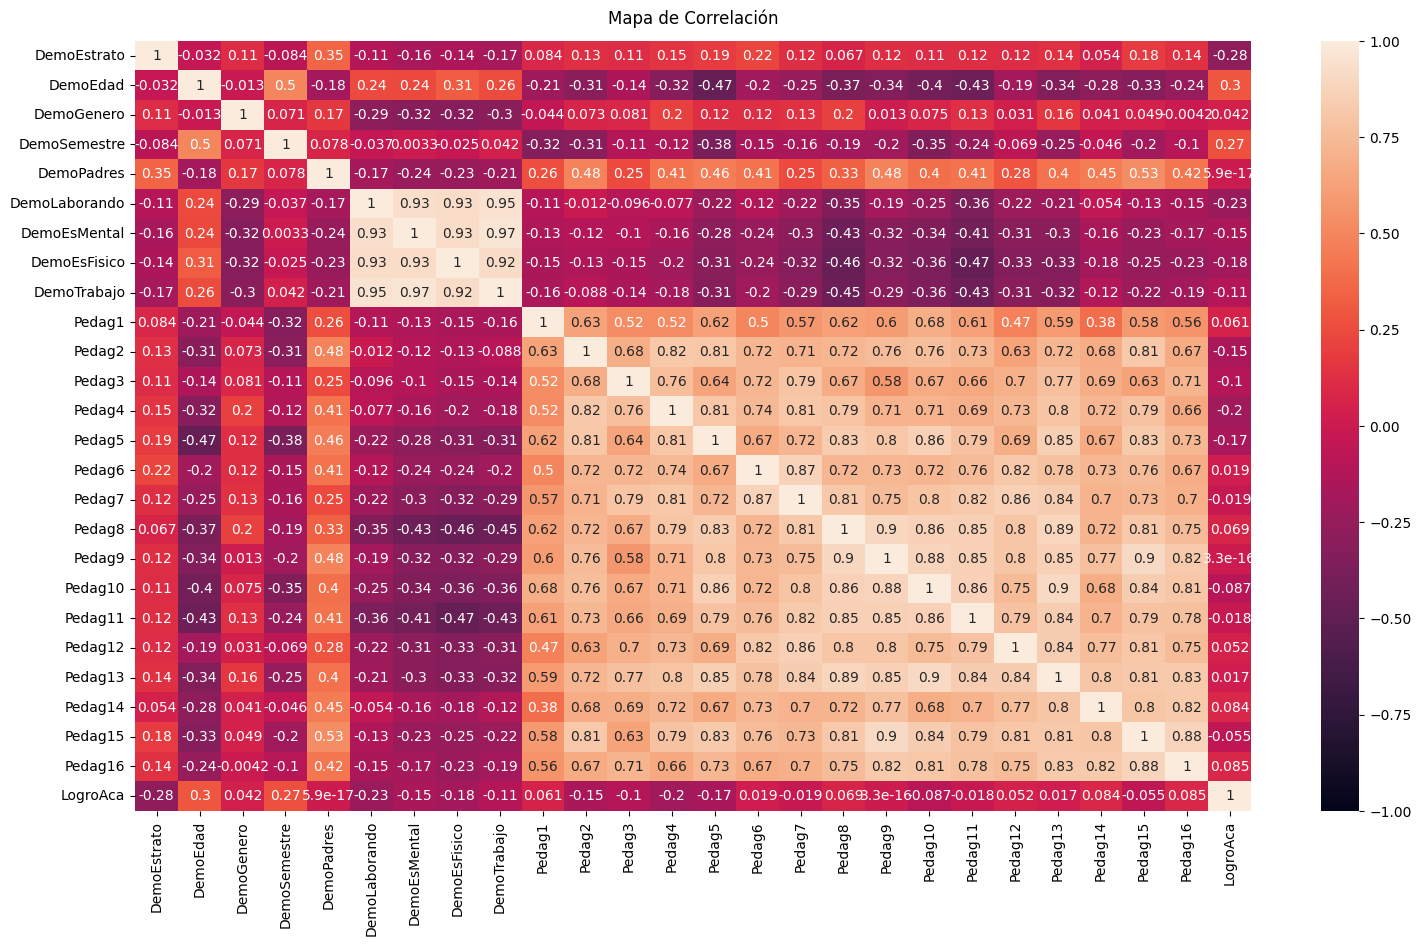 Mapa de Correlación
DemoEstrato 1 -0.032 0.11 -0.084 0.35 -0.11 -0.16 -0.14 -0.17 0.084 0.13 0.11 0.15 0.19 0.22 0.12 0.067 0.12 0.11 0.12 0.12 0.14 0.054 0.18 0.14 -0.28
DemoEdad -0.032 1 -0.013 0.5 -0.18 0.24 0.24 0.31 0.26 -0.21 -0.31 -0.14 -0.32 -0.47 -0.2 -0.25 -0.37 -0.34 -0.4 -0.43 -0.19 -0.34 -0.28 -0.33 -0.24 0.3
DemoGenero 0.11 -0.013 1 0.071 0.17 -0.29 -0.32 -0.32 -0.3 -0.044 0.073 0.081 0.2 0.12 0.12 0.13 0.2 0.013 0.075 0.13 0.031 0.16 0.041 0.049 -0.0042 0.042
DemoSemestre -0.084 0.5 0.071 1 0.078 -0.037 0.0033 -0.025 0.042 -0.32 -0.31 -0.11 -0.12 -0.38 -0.15 -0.16 -0.19 -0.2 -0.35 -0.24 -0.069 -0.25 -0.046 -0.2 -0.1 0.27
DemoPadres 0.35 -0.18 0.17 0.078 1 -0.17 -0.24 -0.23 -0.21 0.26 0.48 0.25 0.41 0.46 0.41 0.25 0.33 0.48 0.4 0.41 0.28 0.4 0.45 0.53 0.42 5.9e-17
DemoLaborando -0.11 0.24 -0.29 -0.037 -0.17 1 0.93 0.93 0.95 -0.11 -0.012 -0.096 -0.077 -0.22 -0.12 -0.22 -0.35 -0.19 -0.25 -0.36 -0.22 -0.21 -0.054 -0.13 -0.15 -0.23
DemoEsMental -0.16 0.24 -0.32 0.0033 -0.24 0.93 1 0.93 0.97 -0.13 -0.12 -0.1 -0.16 -0.28 -0.24 -0.3 -0.43 -0.32 -0.34 -0.41 -0.31 -0.3 -0.16 -0.23 -0.17 -0.15
DemoEsFisico -0.14 0.31 -0.32 -0.025 -0.23 0.93 0.93 1 0.92 -0.15 -0.13 -0.15 -0.2 -0.31 -0.24 -0.32 -0.46 -0.32 -0.36 -0.47 -0.33 -0.33 -0.18 -0.25 -0.23 -0.18
DemoTrabajo -0.17 0.26 -0.3 0.042 -0.21 0.95 0.97 0.92 1 -0.16 -0.088 -0.14 -0.18 -0.31 -0.2 -0.29 -0.45 -0.29 -0.36 -0.43 -0.31 -0.32 -0.12 -0.22 -0.19 -0.11
Pedag1 0.084 -0.21 -0.044 -0.32 0.26 -0.11 -0.13 -0.15 -0.16 1 0.63 0.52 0.52 0.62 0.5 0.57 0.62 0.6 0.68 0.61 0.47 0.59 0.38 0.58 0.56 0.061
Pedag2 0.13 -0.31 0.073 -0.31 0.48 -0.012 -0.12 -0.13 -0.088 0.63 1 0.68 0.82 0.81 0.72 0.71 0.72 0.76 0.76 0.73 0.63 0.72 0.68 0.81 0.67 -0.15
Pedag3 0.11 -0.14 0.081 -0.11 0.25 -0.096 -0.1 -0.15 -0.14 0.52 0.68 1 0.76 0.64 0.72 0.79 0.67 0.58 0.67 0.66 0.7 0.77 0.69 0.63 0.71 -0.1
Pedag4 0.15 -0.32 0.2 -0.12 0.41 -0.077 -0.16 -0.2 -0.18 0.52 0.82 0.76 1 0.81 0.74 0.81 0.79 0.71 0.71 0.69 0.73 0.8 0.72 0.79 0.66 -0.2
Pedag5 0.19 -0.47 0.12 -0.38 0.46 -0.22 -0.28 -0.31 -0.31 0.62 0.81 0.64 0.81 1 0.67 0.72 0.83 0.8 0.86 0.79 0.69 0.85 0.67 0.83 0.73 -0.17
Pedag6 0.22 -0.2 0.12 -0.15 0.41 -0.12 -0.24 -0.24 -0.2 0.5 0.72 0.72 0.74 0.67 1 0.87 0.72 0.73 0.72 0.76 0.82 0.78 0.73 0.76 0.67 0.019
Pedag7 0.12 -0.25 0.13 -0.16 0.25 -0.22 -0.3 -0.32 -0.29 0.57 0.71 0.79 0.81 0.72 0.87 1 0.81 0.75 0.8 0.82 0.86 0.84 0.7 0.73 0.7 -0.019
Pedag8 0.067 -0.37 0.2 -0.19 0.33 -0.35 -0.43 -0.46 -0.45 0.62 0.72 0.67 0.79 0.83 0.72 0.81 1 0.9 0.86 0.85 0.8 0.89 0.72 0.81 0.75 0.069
Pedag9 0.12 -0.34 0.013 -0.2 0.48 -0.19 -0.32 -0.32 -0.29 0.6 0.76 0.58 0.71 0.8 0.73 0.75 0.9 1 0.88 0.85 0.8 0.85 0.77 0.9 0.82 3.3e-16
Pedag10 0.11 -0.4 0.075 -0.35 0.4 -0.25 -0.34 -0.36 -0.36 0.68 0.76 0.67 0.71 0.86 0.72 0.8 0.86 0.88 1 0.86 0.75 0.9 0.68 0.84 0.81 -0.087
Pedag11 0.12 -0.43 0.13 -0.24 0.41 -0.36 -0.41 -0.47 -0.43 0.61 0.73 0.66 0.69 0.79 0.76 0.82 0.85 0.85 0.86 1 0.79 0.84 0.7 0.79 0.78 -0.018
Pedag12 0.12 -0.19 0.031 -0.069 0.28 -0.22 -0.31 -0.33 -0.31 0.47 0.63 0.7 0.73 0.69 0.82 0.86 0.8 0.8 0.75 0.79 1 0.84 0.77 0.81 0.75 0.052
Pedag13 0.14 -0.34 0.16 -0.25 0.4 -0.21 -0.3 -0.33 -0.32 0.59 0.72 0.77 0.8 0.85 0.78 0.84 0.89 0.85 0.9 0.84 0.84 1 0.8 0.81 0.83 0.017
Pedag14 0.054 -0.28 0.041 -0.046 0.45 -0.054 -0.16 -0.18 -0.12 0.38 0.68 0.69 0.72 0.67 0.73 0.7 0.72 0.77 0.68 0.7 0.77 0.8 1 0.8 0.82 0.084
Pedag15 0.18 -0.33 0.049 -0.2 0.53 -0.13 -0.23 -0.25 -0.22 0.58 0.81 0.63 0.79 0.83 0.76 0.73 0.81 0.9 0.84 0.79 0.81 0.81 0.8 1 0.88 -0.055
Pedag16 0.14 -0.24 -0.0042 -0.1 0.42 -0.15 -0.17 -0.23 -0.19 0.56 0.67 0.71 0.66 0.73 0.67 0.7 0.75 0.82 0.81 0.78 0.75 0.83 0.82 0.88 1 0.085
LogroAca -0.28 0.3 0.042 0.27 5.9e-17 -0.23 -0.15 -0.18 -0.11 0.061 -0.15 -0.1 -0.2 -0.17 0.019 -0.019 0.069 3.3e-16 -0.087 -0.018 0.052 0.017 0.084 -0.055 0.085 1
DemoEstrato DemoEdad DemoGenero DemoSemestre DemoPadres DemoLaborando DemoEsMental DemoEsFisico DemoTrabajo Pedag1 Pedag2 Pedag3 Pedag4 Pedag5 Pedag6 Pedag7 Pedag8 Pedag9 Pedag10 Pedag11 Pedag12 Pedag13 Pedag14 Pedag15 Pedag16 LogroAca
1.00
0.75
0.50
0.25
0.00
−0.25
−0.50
−0.75
−1.00